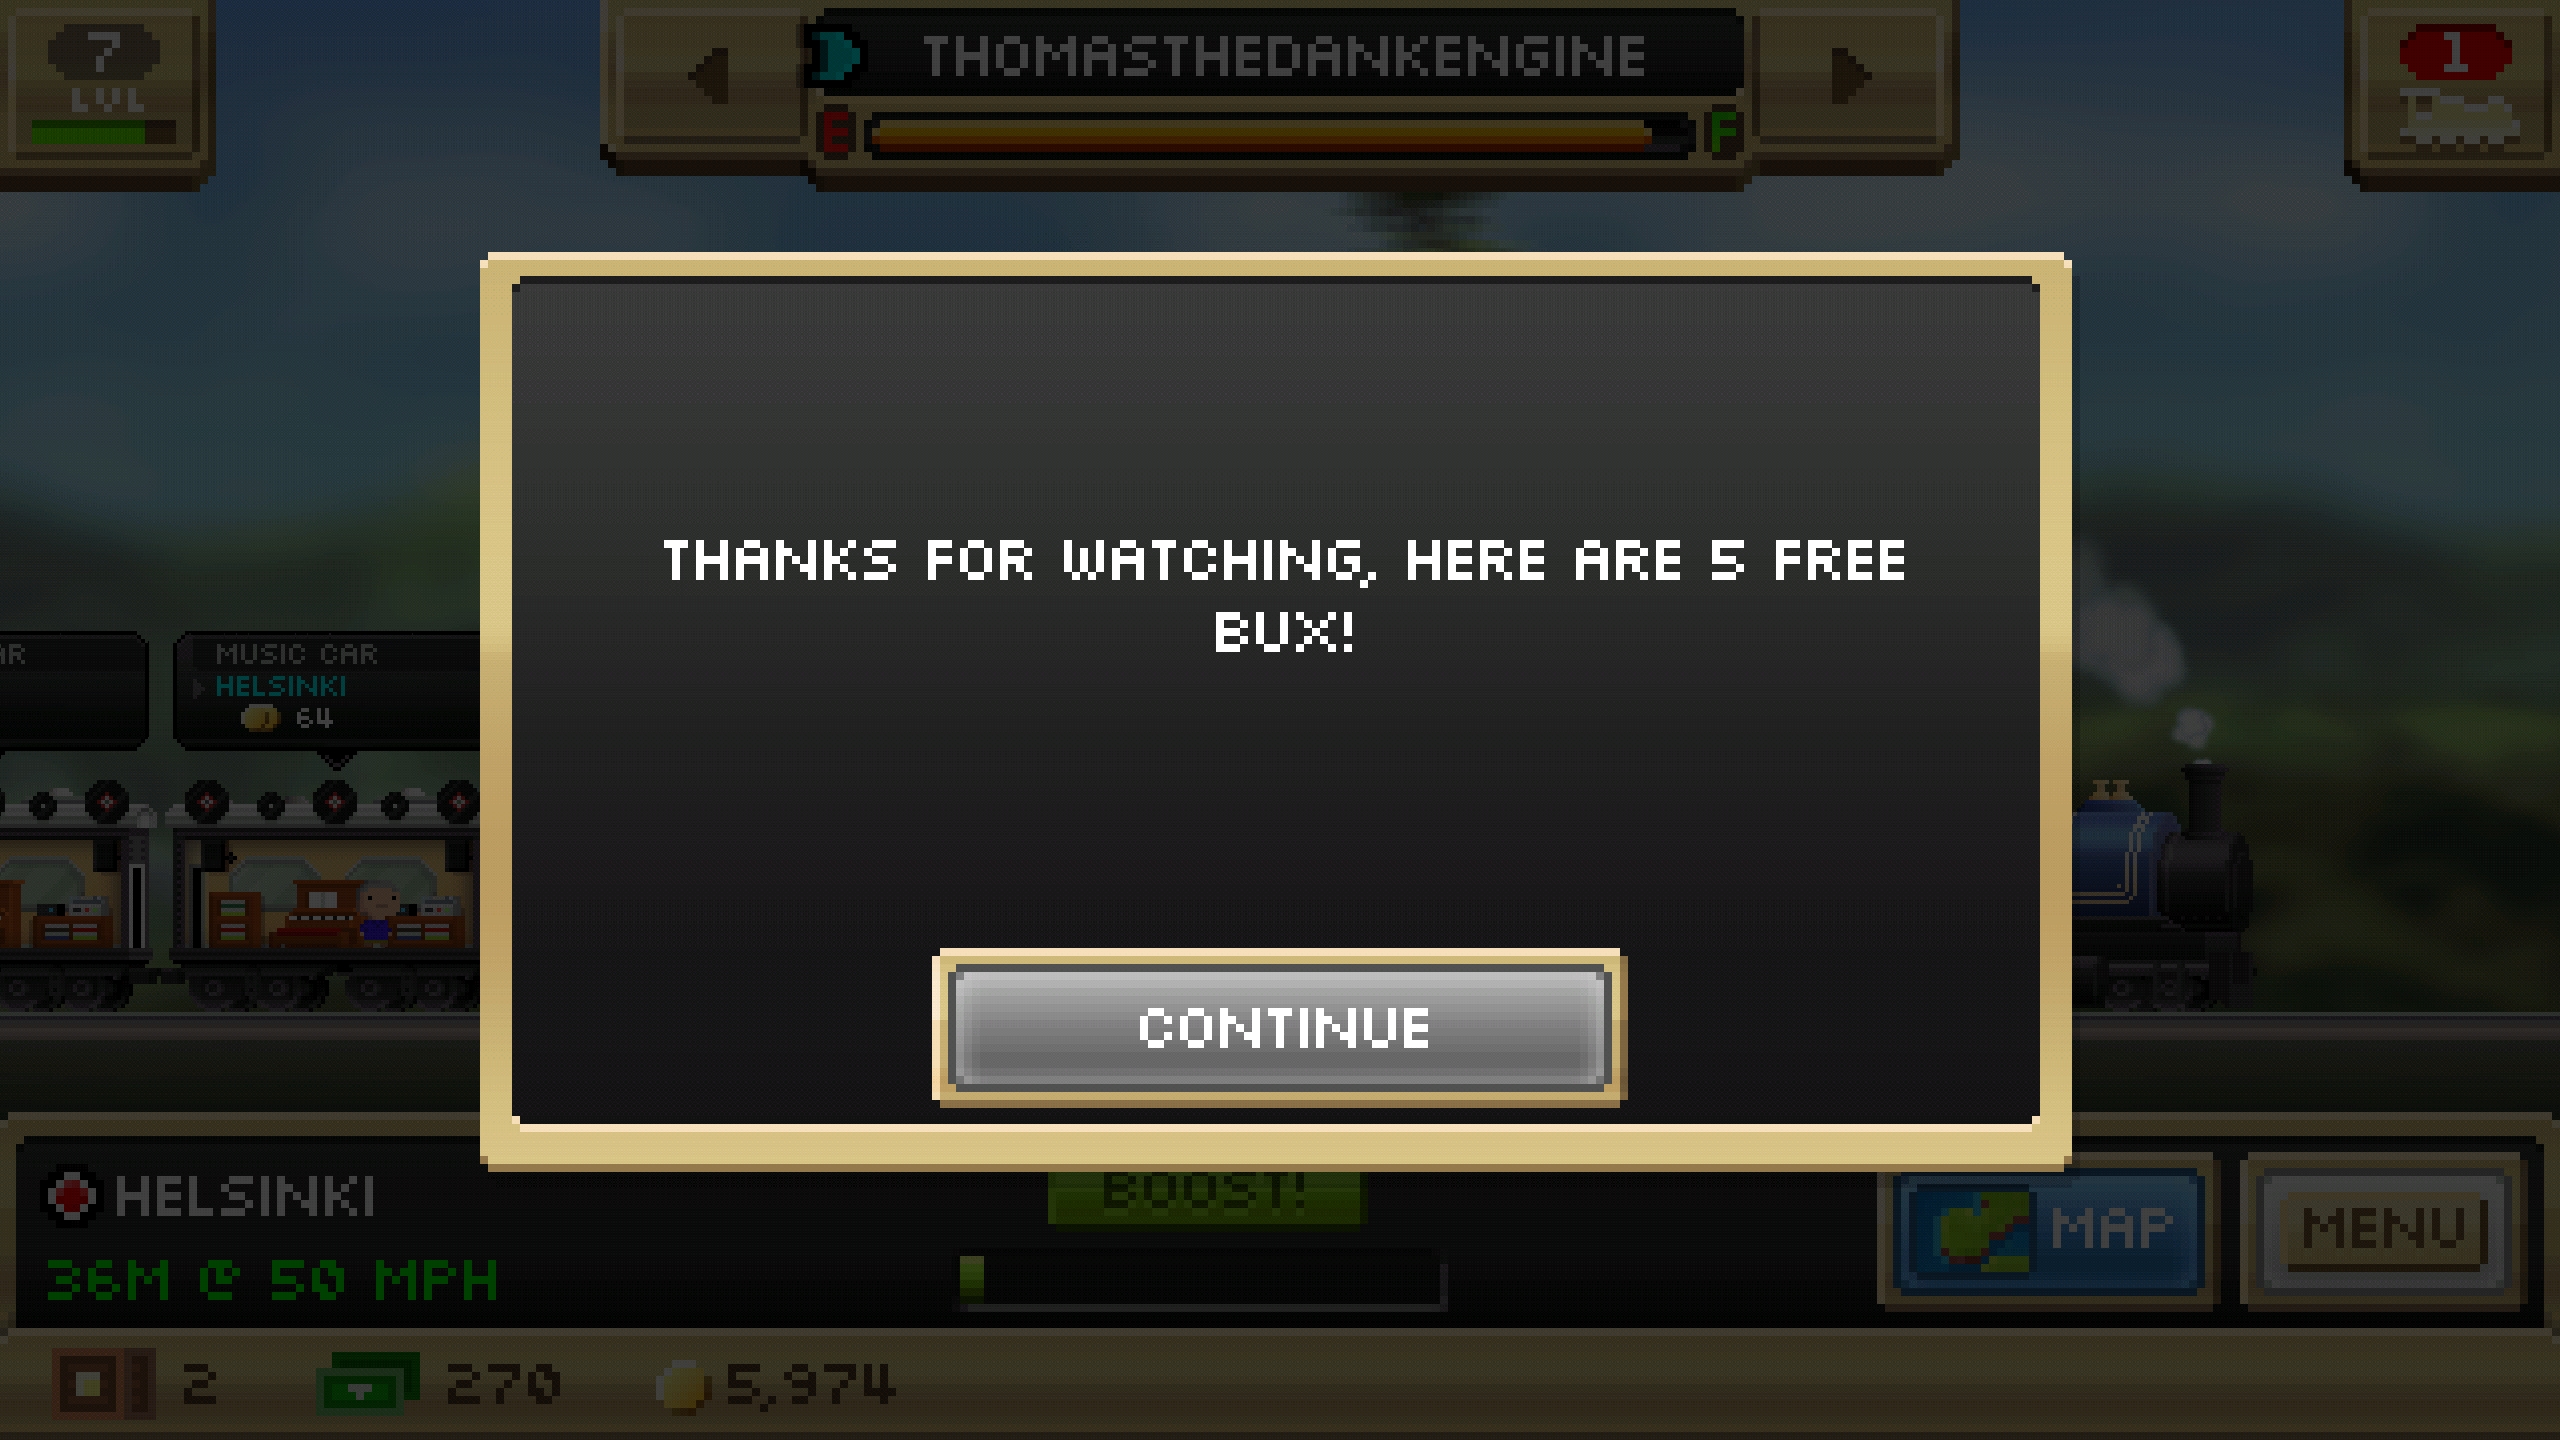 7
LVL
THOMASTHEDANKENGINE
E
F
1
THANKS FOR WATCHING, HERE ARE 5 FREE
BUX!
CONTINUE
AR
MUSIC CAR
HELSINKI
64
HELSINKI
36M @ 50 MPH
BOOST!
MAP
MENU
2
270
5,974